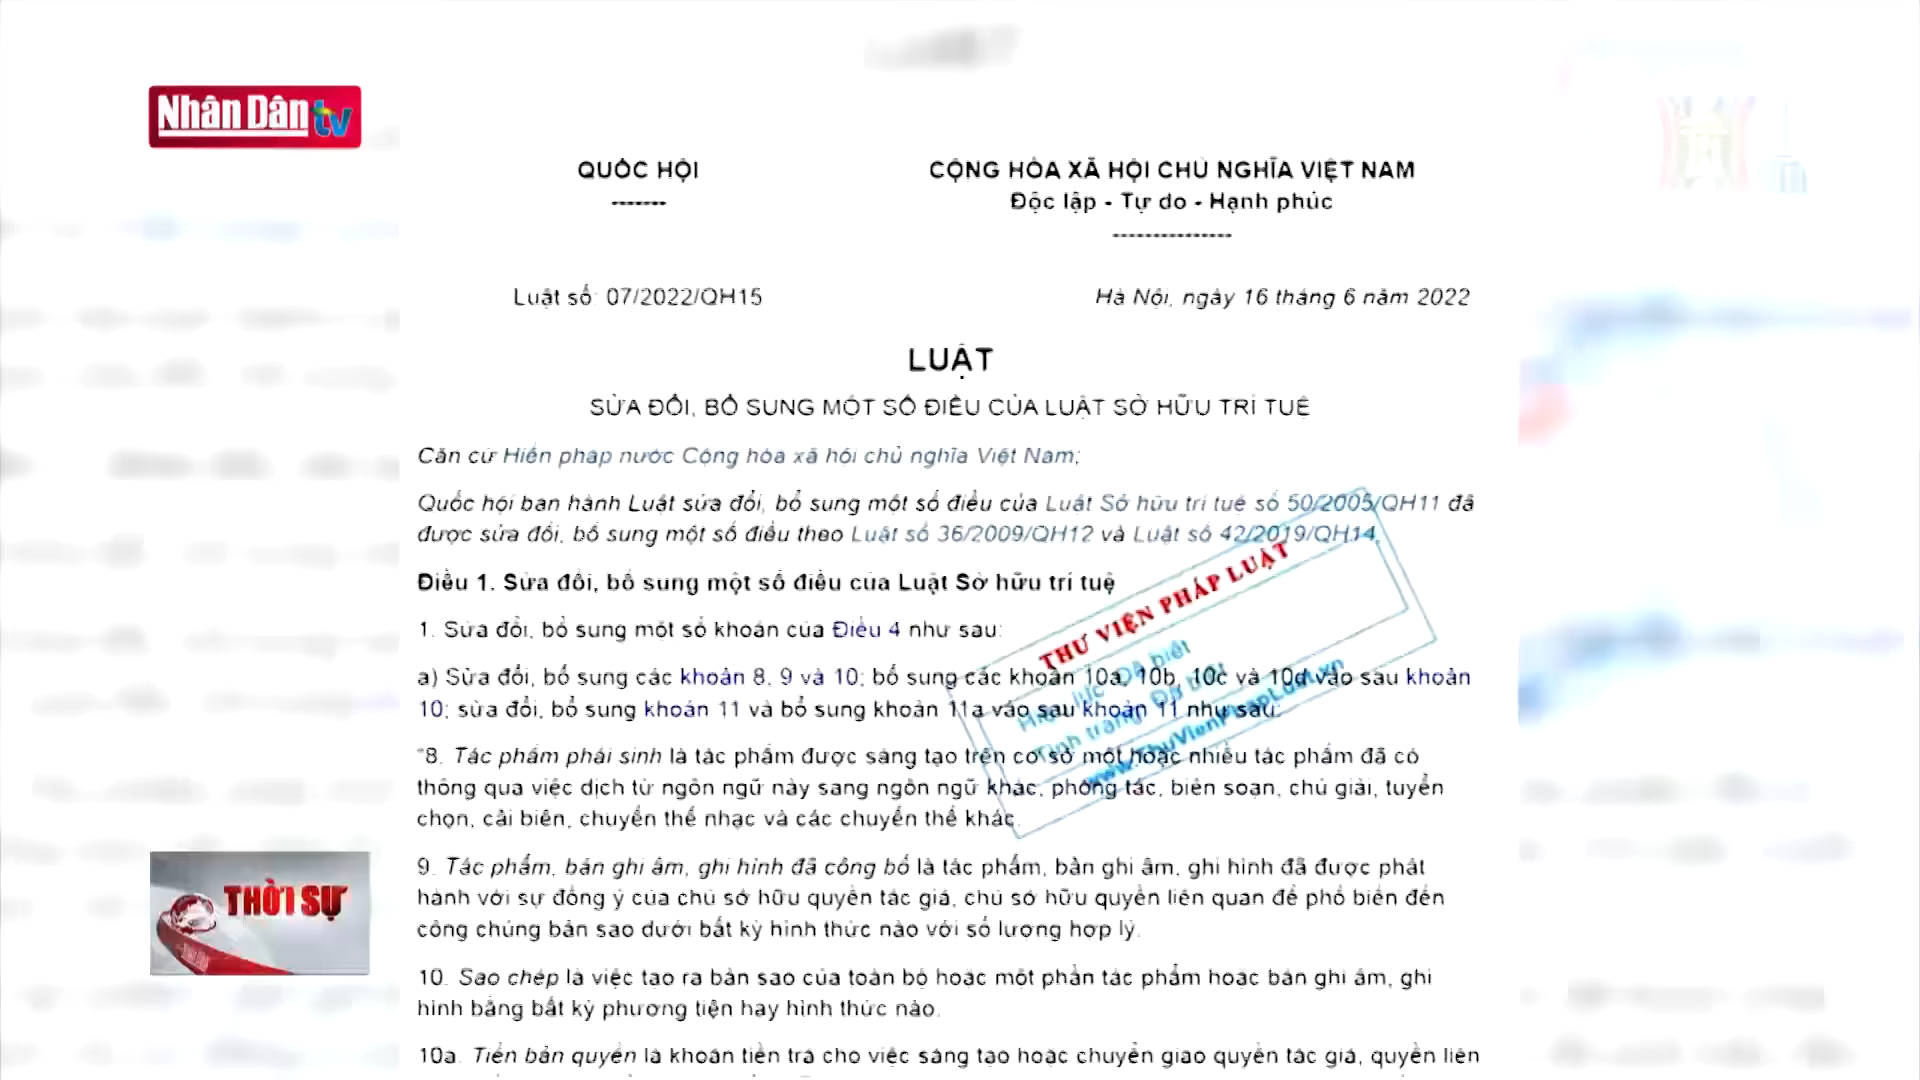 Nhân Dân tv
QUỐC HỘI
-------
CỘNG HÒA XÃ HỘI CHỦ NGHĨA VIỆT NAM
Độc lập - Tự do - Hạnh phúc
---------------
Luật số: 07/2022/QH15
Hà Nội, ngày 16 tháng 6 năm 2022
LUẬT
SỬA ĐỔI, BỔ SUNG MỘT SỐ ĐIỀU CỦA LUẬT SỞ HỮU TRÍ TUỆ
Căn cứ Hiến pháp nước Cộng hòa xã hội chủ nghĩa Việt Nam;
Quốc hội ban hành Luật sửa đổi, bổ sung một số điều của Luật Sở hữu trí tuệ số 50/2005/QH11 đã
được sửa đổi, bổ sung một số điều theo Luật số 36/2009/QH12 và Luật số 42/2019/QH14.
Điều 1. Sửa đổi, bổ sung một số điều của Luật Sở hữu trí tuệ
1. Sửa đổi, bổ sung một số khoản của Điều 4 như sau:
a) Sửa đổi, bổ sung các khoản 8, 9 và 10; bổ sung các khoản 10a, 10b, 10c và 10d vào sau khoản
10; sửa đổi, bổ sung khoản 11 và bổ sung khoản 11a vào sau khoản 11 như sau:
THƯ VIỆN PHÁP LUẬT
www.ThuVienPhapLuat.vn
"8. Tác phẩm phái sinh là tác phẩm được sáng tạo trên cơ sở một hoặc nhiều tác phẩm đã có
thông qua việc dịch từ ngôn ngữ này sang ngôn ngữ khác, phóng tác, biên soạn, chú giải, tuyển
chọn, cải biên, chuyển thể nhạc và các chuyển thể khác.
9. Tác phẩm, bản ghi âm, ghi hình đã công bố là tác phẩm, bản ghi âm, ghi hình đã được phát
hành với sự đồng ý của chủ sở hữu quyền tác giả, chủ sở hữu quyền liên quan để phổ biến đến
công chúng bản sao dưới bất kỳ hình thức nào với số lượng hợp lý.
10. Sao chép là việc tạo ra bản sao của toàn bộ hoặc một phần tác phẩm hoặc bản ghi âm, ghi
hình bằng bất kỳ phương tiện hay hình thức nào.
10a. Tiền bản quyền là khoản tiền trả cho việc sáng tạo hoặc chuyển giao quyền tác giả, quyền liên
THỜI SỰ